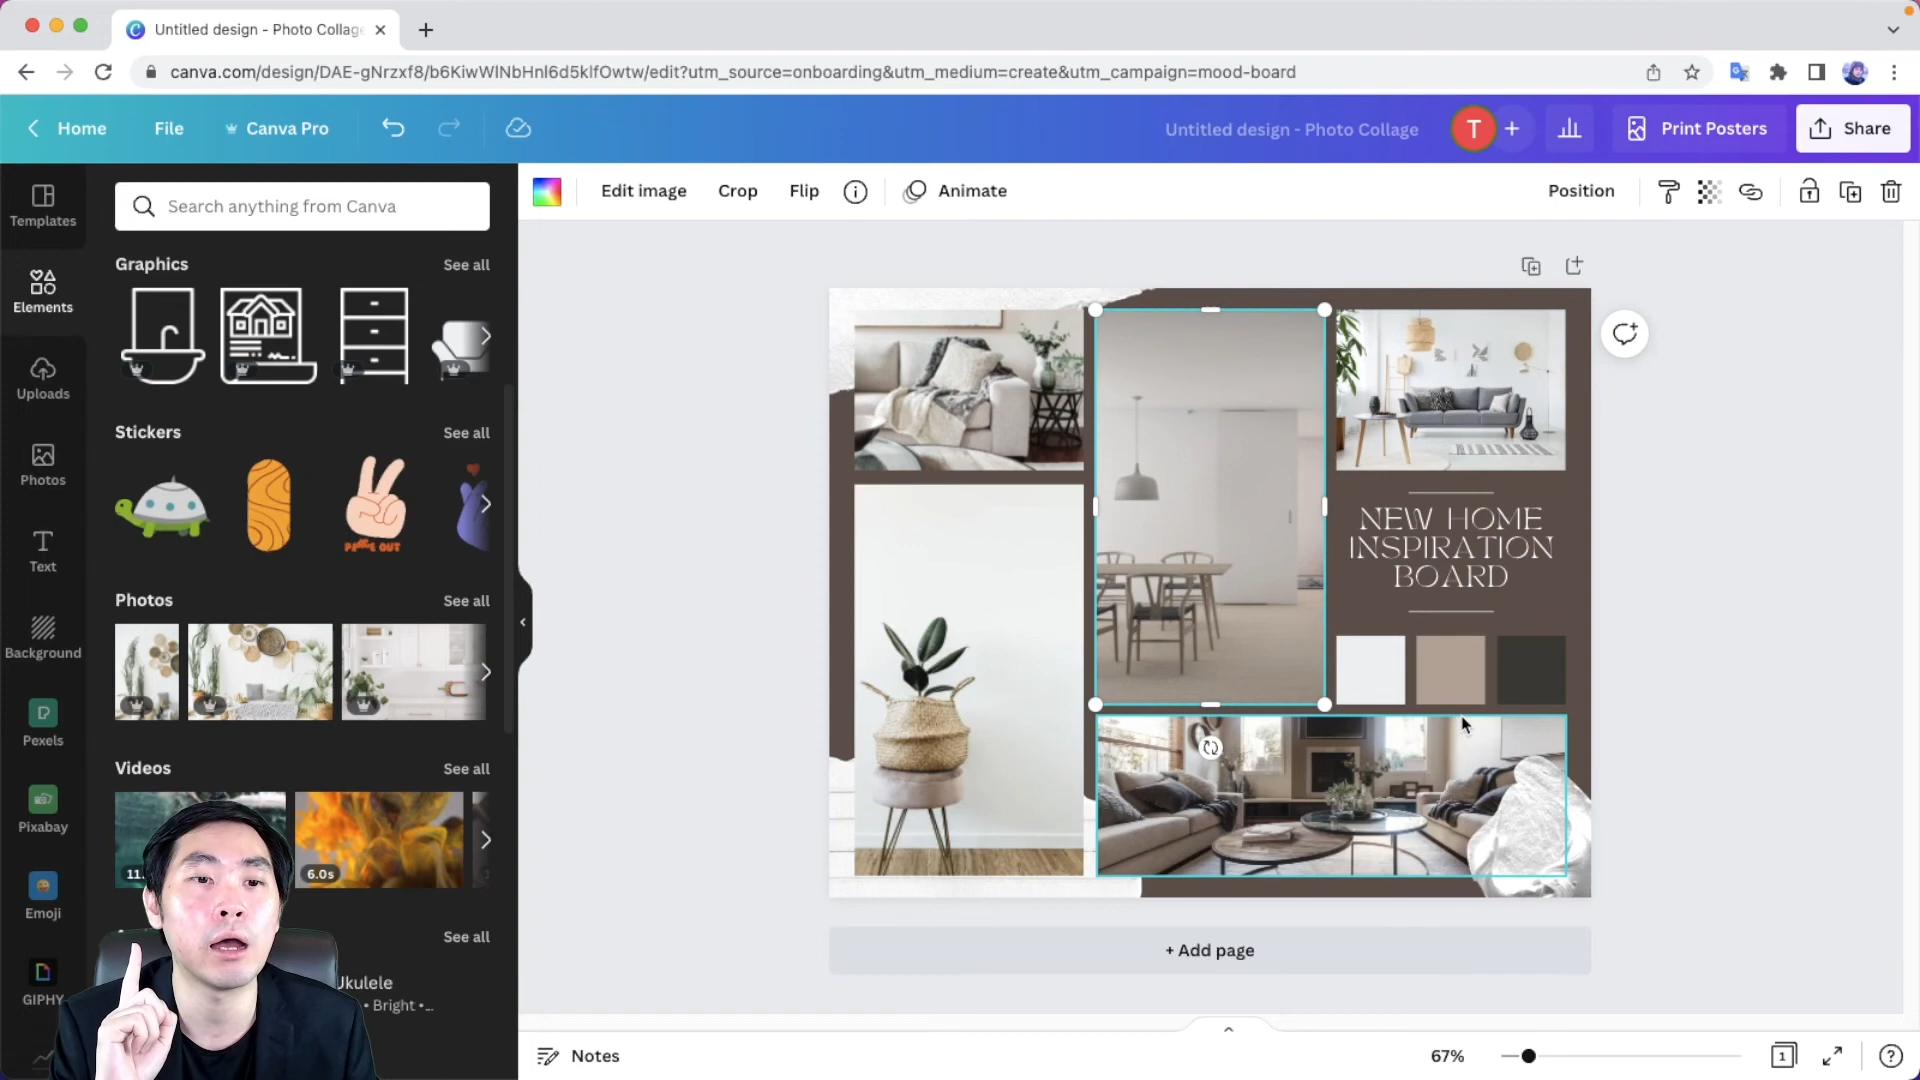 Untitled design - Photo Collage
canva.com/design/DAE-gNrzxf8/b6KiwWlNbHnl6d5klfOwtw/edit?utm_source=onboarding&utm_medium=create&utm_campaign=mood-board
Home
File
Canva Pro
Untitled design - Photo Collage
T
Print Posters
Share
Templates
Elements
Uploads
Photos
Text
Background
Pexels
Pixabay
Emoji
GIPHY
Search anything from Canva
Graphics
See all
Stickers
See all
PEACE OUT
Photos
See all
Videos
See all
11.
6.0s
See all
Ukulele
• Bright •...
Edit image
Crop
Flip
Animate
Position
NEW HOME
INSPIRATION
BOARD
+ Add page
Notes
67%
1